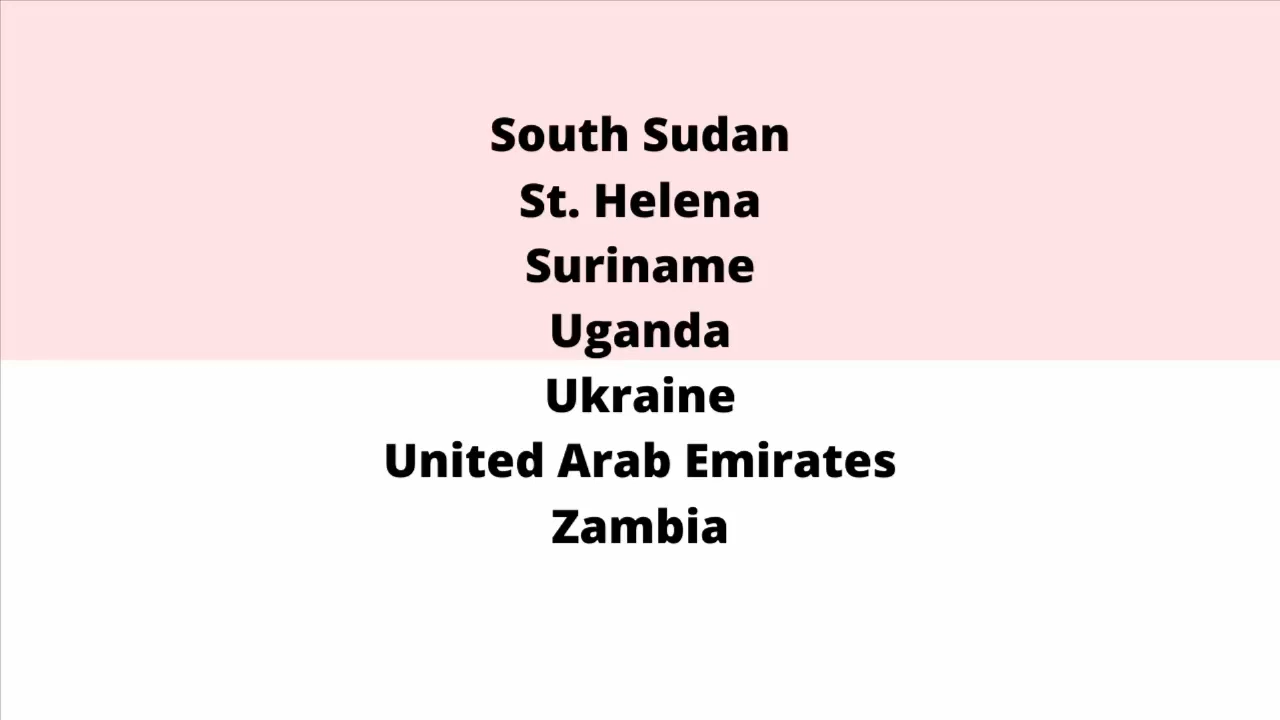 South Sudan
St. Helena
Suriname
Uganda
Ukraine
United Arab Emirates
Zambia